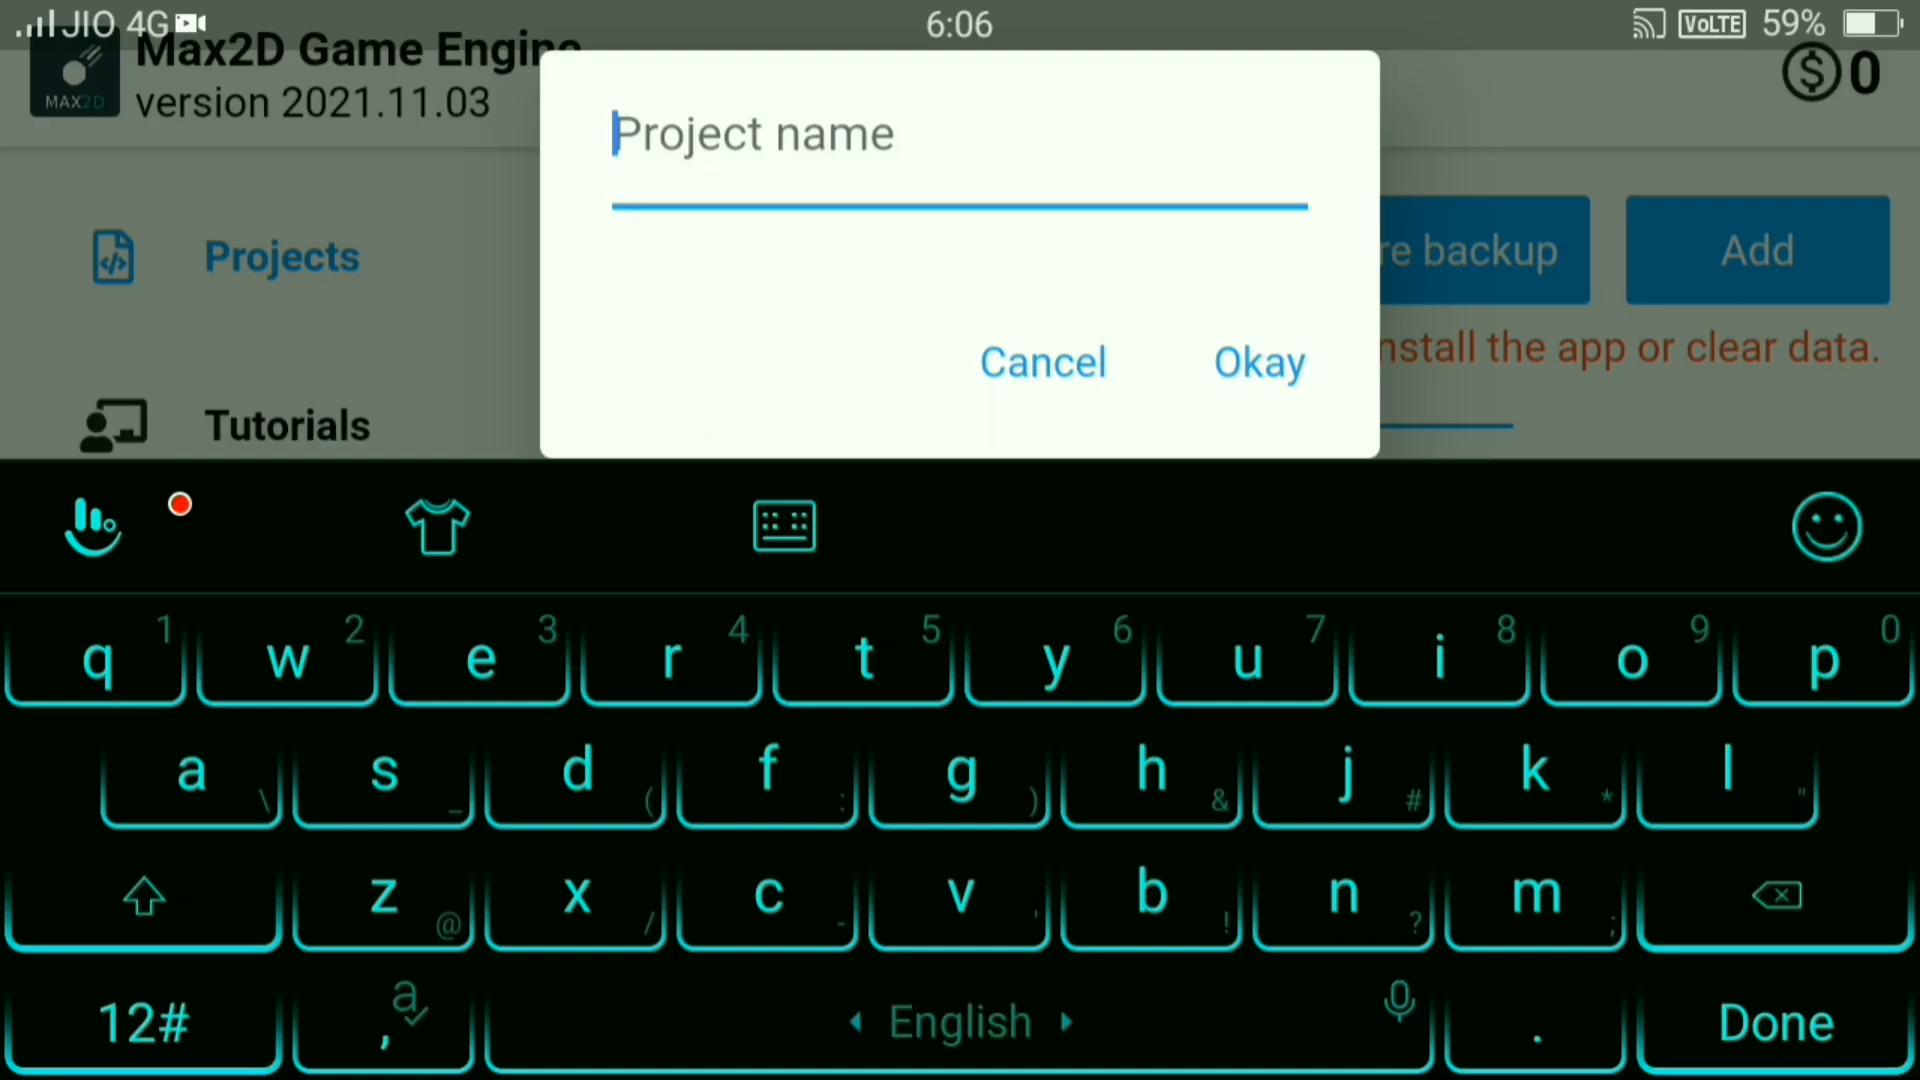 JIO 4G 6:06 VoLTE 59%
Max2D Game Engine
version 2021.11.03
MAX2D
$ 0
Project name
Projects
re backup
Add
Cancel
Okay
nstall the app or clear data.
Tutorials
q 1 w 2 e 3 r 4 t 5 y 6 u 7 i 8 o 9 p 0
a \ s _ d ( f : g ) h & j # k * l "
z @ x / c - v ' b ! n ? m ;
12# , a English . Done